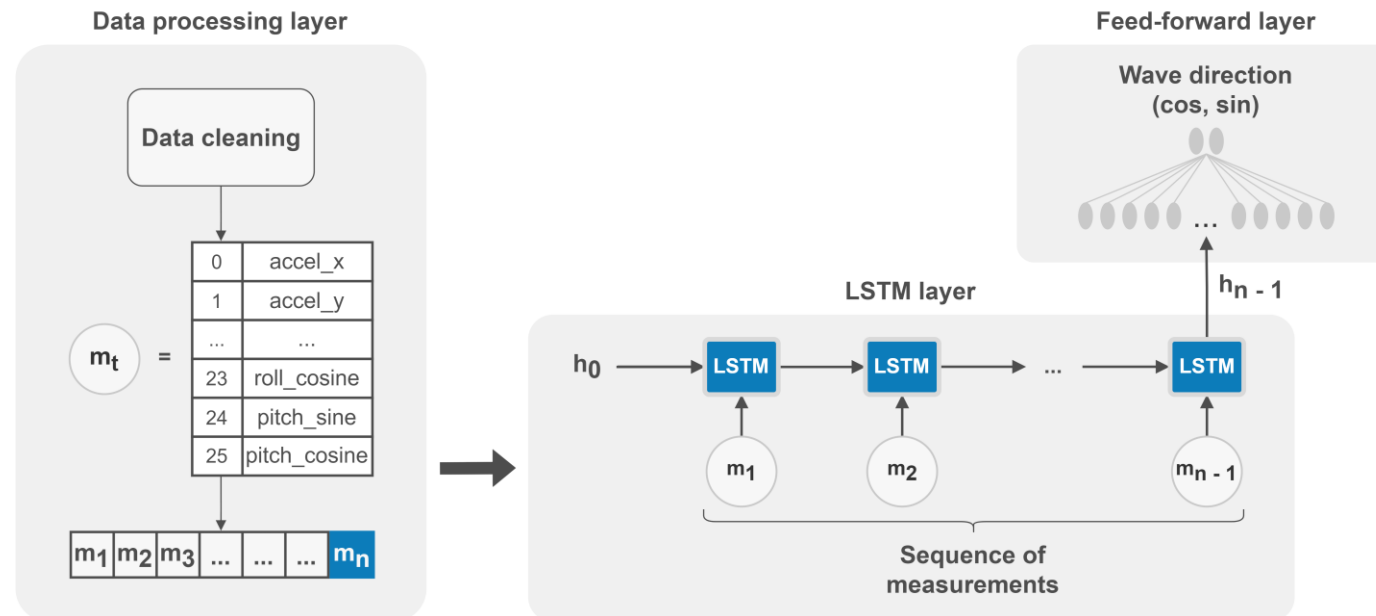 Data processing layer
Data cleaning
0 accel_x
1 accel_y
... ...
23 roll_cosine
24 pitch_sine
25 pitch_cosine
mt =
m1 m2 m3 ... ... ... mn
LSTM layer
h0
LSTM LSTM ... LSTM
m1 m2 mn - 1
Sequence of
measurements
Feed-forward layer
Wave direction
(cos, sin)
...
hn - 1